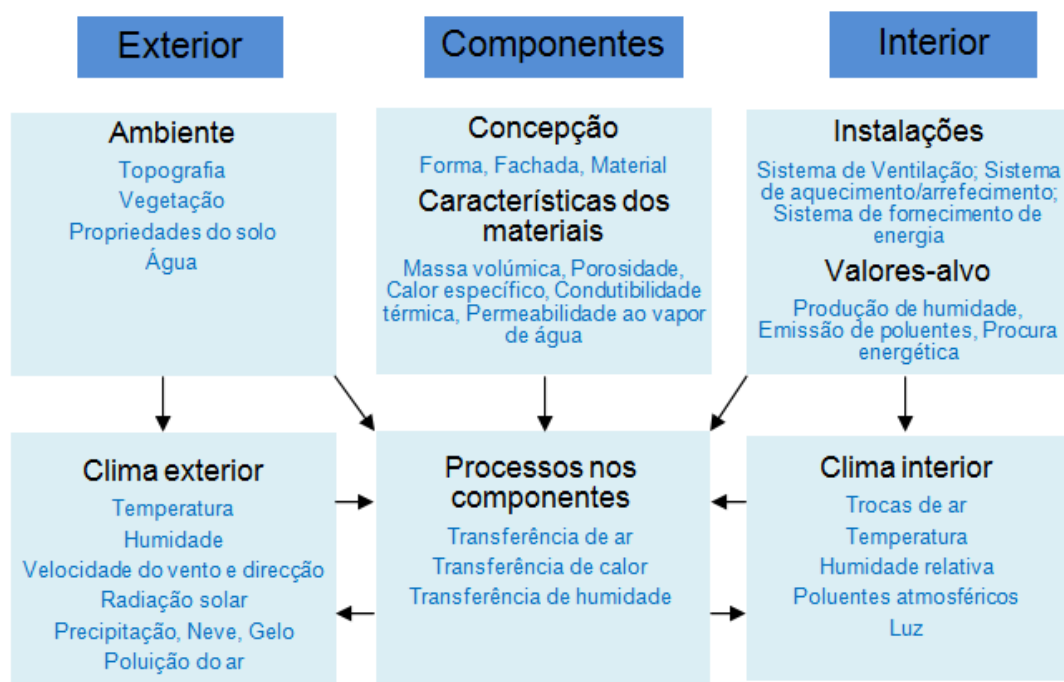 Exterior
Componentes
Interior
Ambiente
Topografia
Vegetação
Propriedades do solo
Água
Concepção
Forma, Fachada, Material
Características dos
materiais
Massa volúmica, Porosidade,
Calor específico, Condutibilidade
térmica, Permeabilidade ao vapor
de água
Instalações
Sistema de Ventilação; Sistema
de aquecimento/arrefecimento;
Sistema de fornecimento de
energia
Valores-alvo
Produção de humidade,
Emissão de poluentes, Procura
energética
Clima exterior
Temperatura
Humidade
Velocidade do vento e direcção
Radiação solar
Precipitação, Neve, Gelo
Poluição do ar
Processos nos
componentes
Transferência de ar
Transferência de calor
Transferência de humidade
Clima interior
Trocas de ar
Temperatura
Humidade relativa
Poluentes atmosféricos
Luz